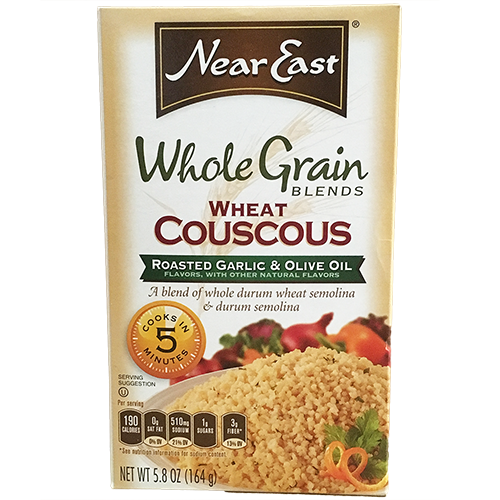 Near East®
Whole Grain
BLENDS
WHEAT
COUSCOUS
ROASTED GARLIC & OLIVE OIL
FLAVORS, WITH OTHER NATURAL FLAVORS
A blend of whole durum wheat semolina
& durum semolina
COOKS IN
5
MINUTES
SERVING
SUGGESTION
U
Per serving
190 0g 510mg 1g 3g
CALORIES SAT FAT SODIUM SUGARS FIBER*
0% DV 21% DV 13% DV
*See nutrition information for sodium content.
NET WT 5.8 OZ (164 g)